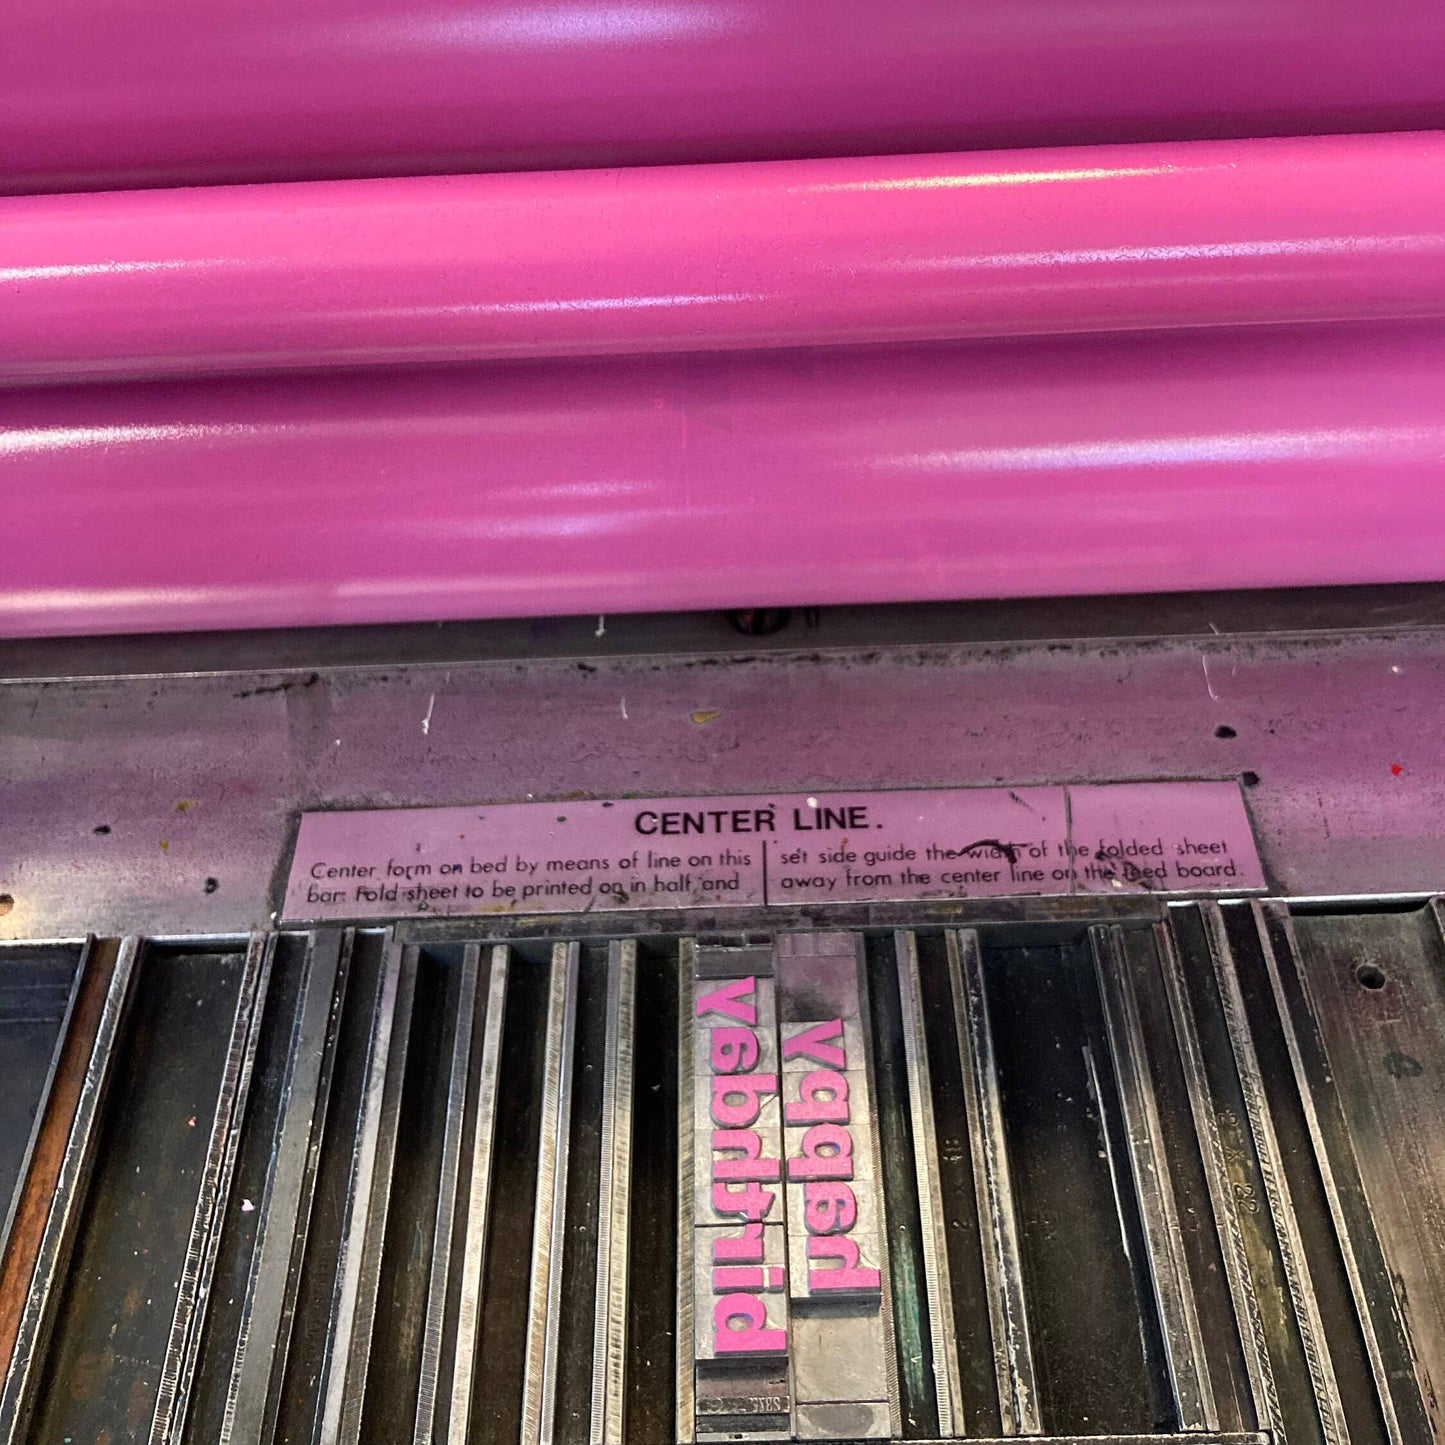 CENTER LINE.
Center form on bed by means of line on this
bar. Fold sheet to be printed on in half and
set side guide the width of the folded sheet
away from the center line on the feed board.
happy
birthday